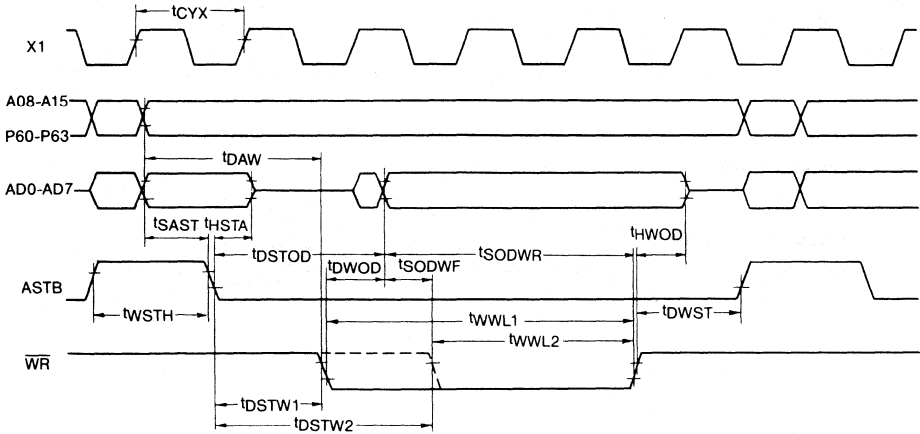 tCYX
X1
A08-A15
P60-P63
tDAW
AD0-AD7
tSAST tHSTA
tHWOD
tDSTOD
tSODWR
tDWOD tSODWF
ASTB
tWSTH
tWWL1
tDWST
tWWL2
WR
tDSTW1
tDSTW2